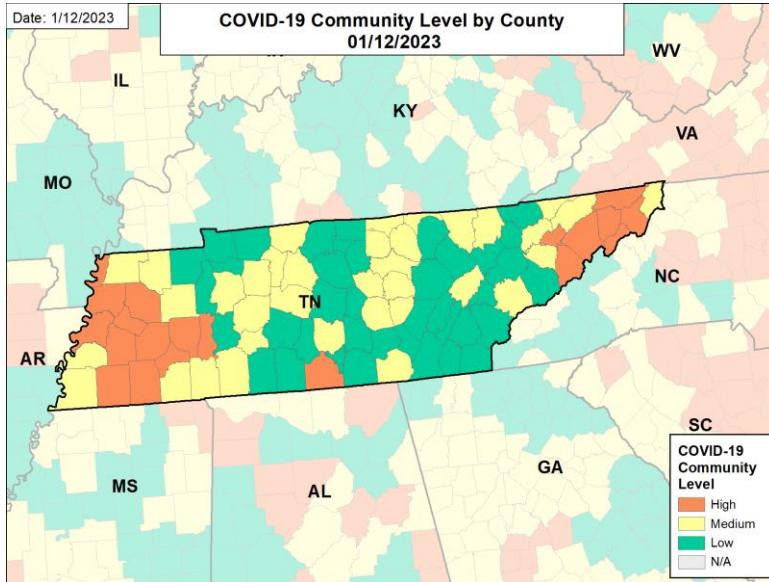 Date: 1/12/2023
COVID-19 Community Level by County
01/12/2023
WV
IL
KY
VA
MO
NC
TN
AR
SC
MS
AL
GA
COVID-19
Community
Level
High
Medium
Low
N/A